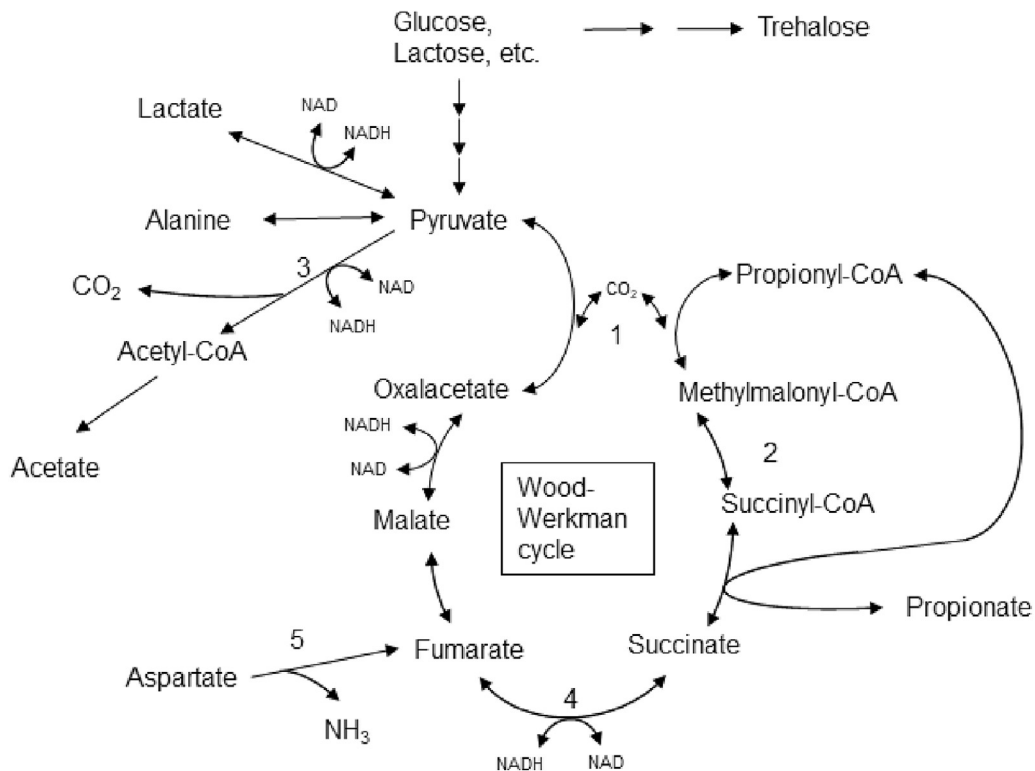 Glucose,
Lactose, etc.
Trehalose
Lactate
NAD
NADH
Alanine
Pyruvate
3
CO₂
NAD
NADH
Propionyl-CoA
CO₂
1
Acetyl-CoA
Oxalacetate
Methylmalonyl-CoA
NADH
NAD
2
Acetate
Wood-
Werkman
cycle
Succinyl-CoA
Malate
Propionate
5
Fumarate
Succinate
Aspartate
NH₃
4
NADH
NAD